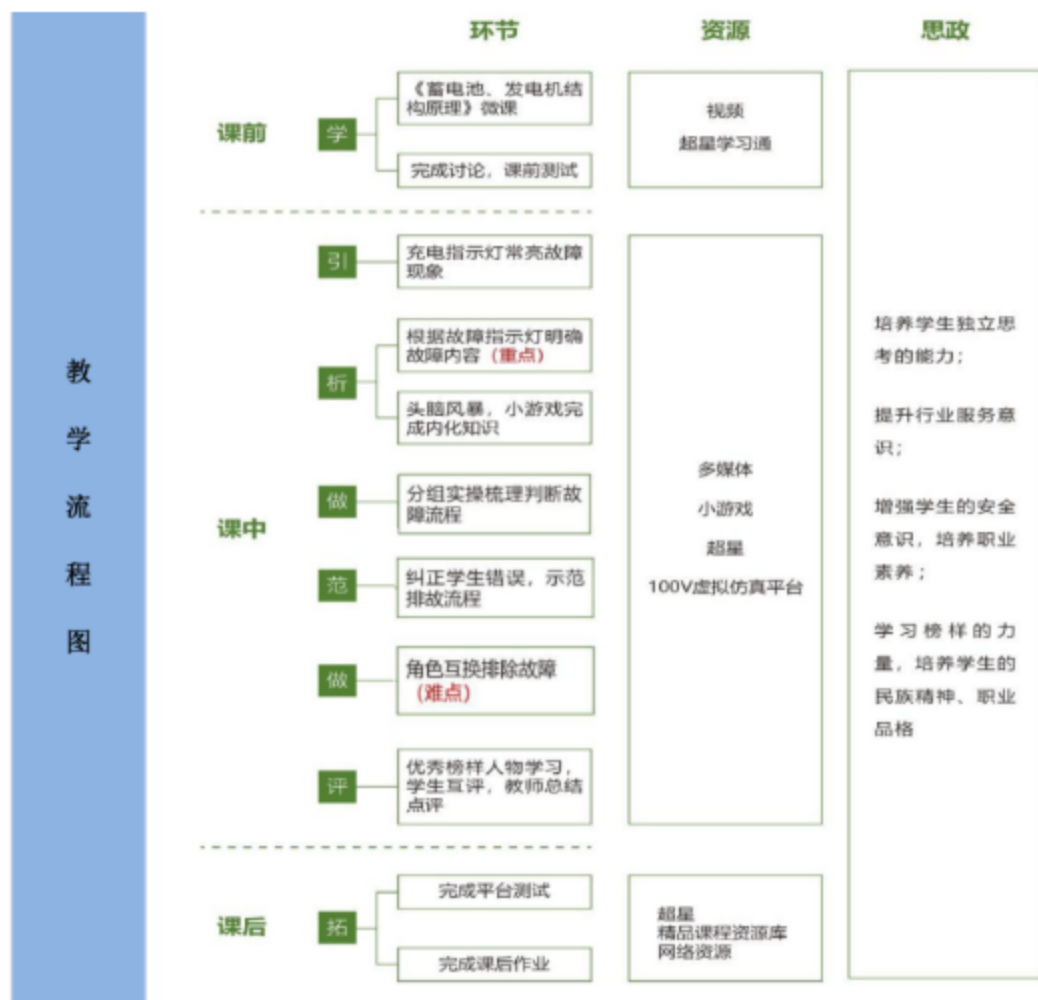 教
学
流
程
图
环节
资源
思政
课前
学
《蓄电池、发电机结
构原理》微课
完成讨论，课前测试
视频
超星学习通
课中
引
充电指示灯常亮故障
现象
析
根据故障指示灯明确
故障内容（重点）
头脑风暴，小游戏完
成内化知识
做
分组实操梳理判断故
障流程
范
纠正学生错误，示范
排故流程
做
角色互换排除故障
（难点）
评
优秀榜样人物学习，
学生互评，教师总结
点评
多媒体
小游戏
超星
100V虚拟仿真平台
课后
拓
完成平台测试
完成课后作业
超星
精品课程资源库
网络资源
培养学生独立思
考的能力；
提升行业服务意
识；
增强学生的安全
意识，培养职业
素养；
学习榜样的力
量，培养学生的
民族精神、职业
品格